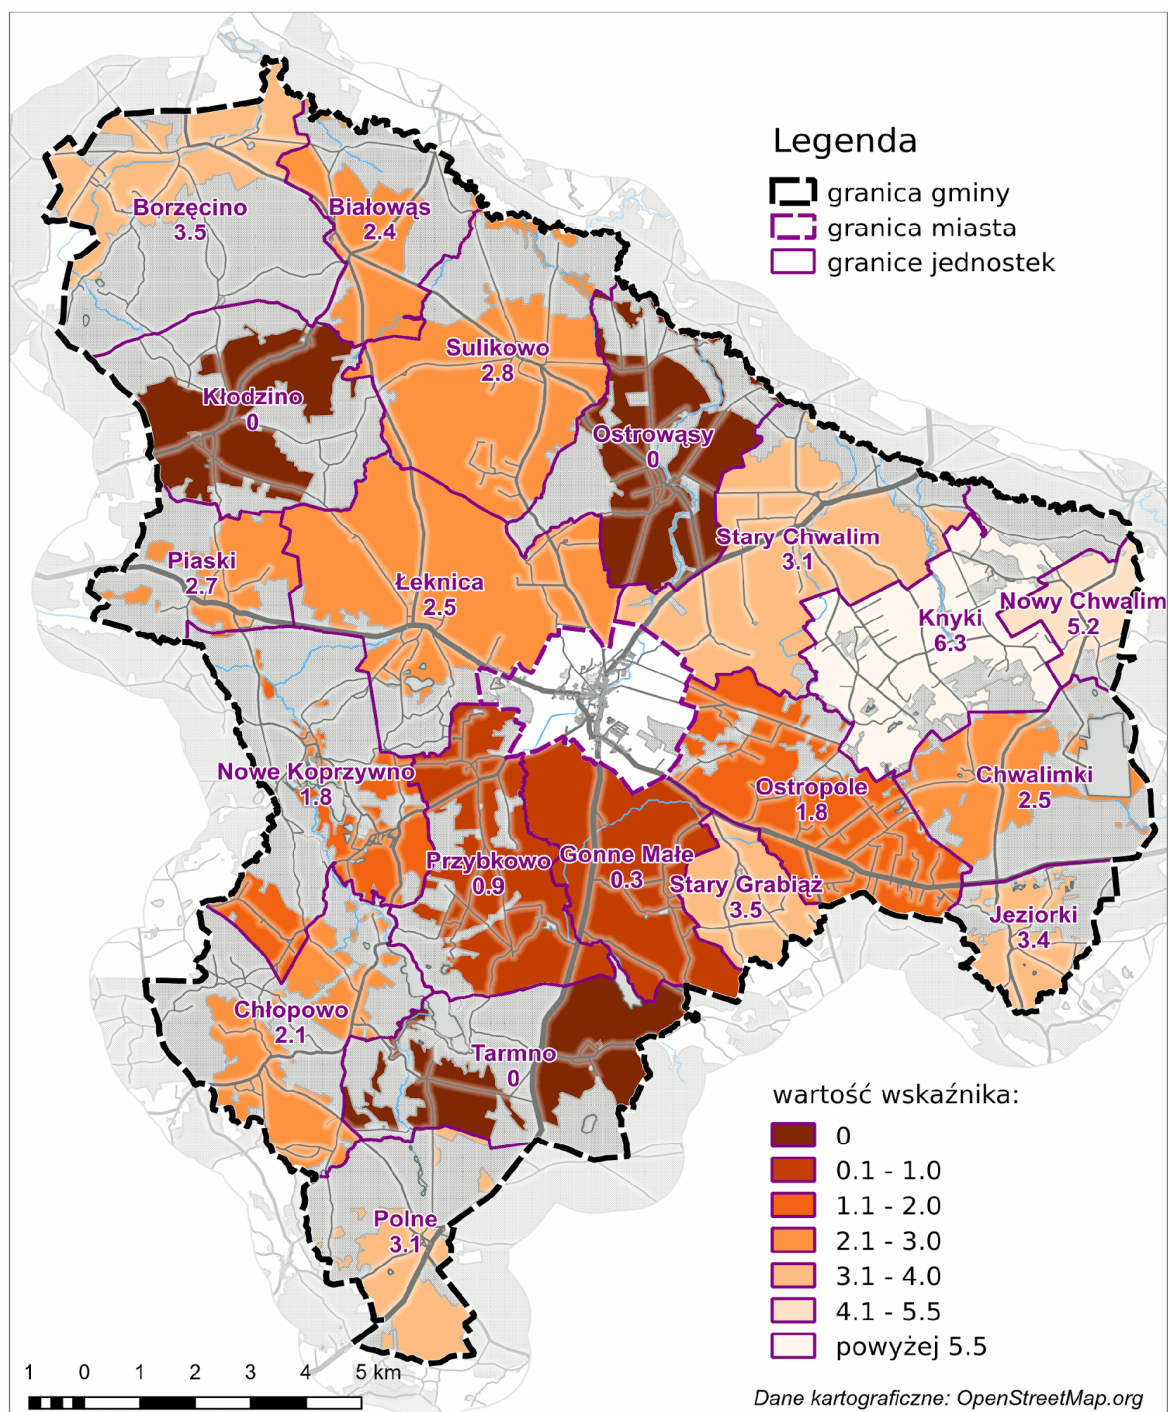 Legenda
granica gminy
granica miasta
granice jednostek
Borzęcino
3.5
Białowąs
2.4
Sulikowo
2.8
Kłodzino
0
Ostrowąsy
0
Stary Chwalim
3.1
Piaski
2.7
Łeknica
2.5
Knyki
6.3
Nowy Chwalim
5.2
Nowe Koprzywno
1.8
Ostropole
1.8
Chwalimki
2.5
Przybkowo
0.9
Gonne Małe
0.3
Stary Grabiąż
3.5
Jeziorki
3.4
Chłopowo
2.1
Tarmno
0
Polne
3.1
wartość wskaźnika:
0
0.1 - 1.0
1.1 - 2.0
2.1 - 3.0
3.1 - 4.0
4.1 - 5.5
powyżej 5.5
1 0 1 2 3 4 5 km
Dane kartograficzne: OpenStreetMap.org